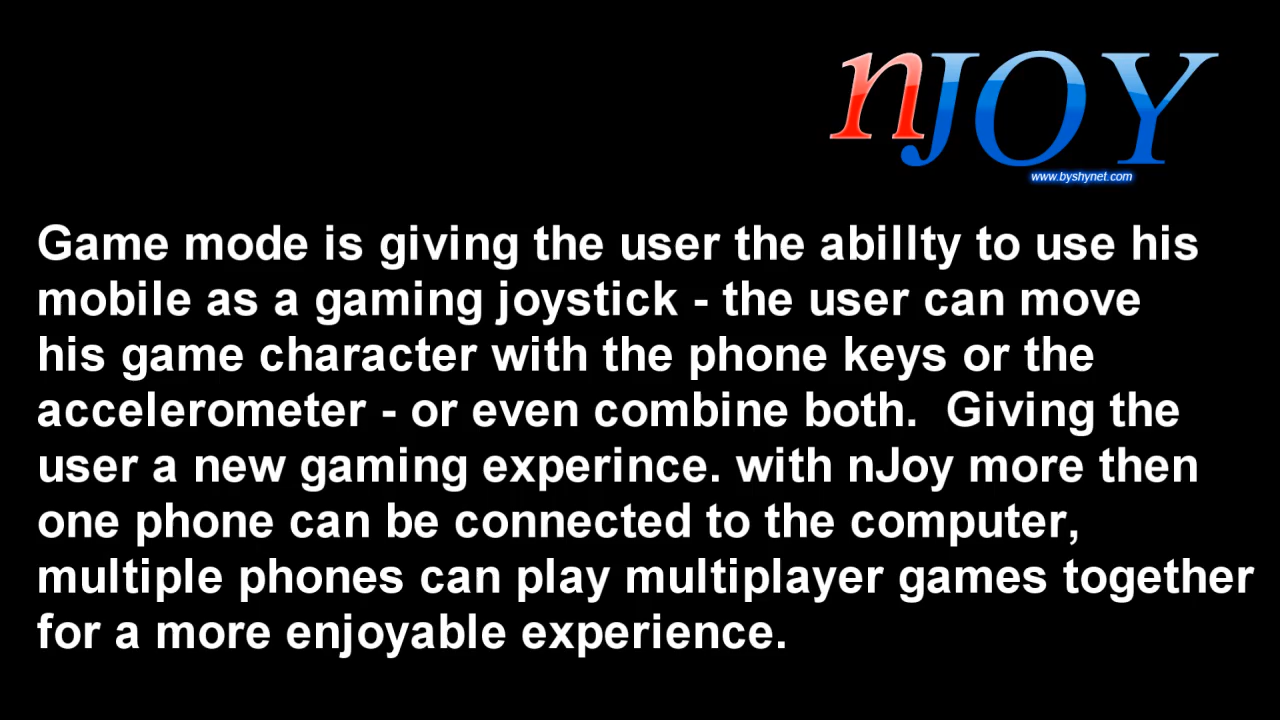 nJOY
www.byshynet.com
Game mode is giving the user the abillty to use his
mobile as a gaming joystick - the user can move
his game character with the phone keys or the
accelerometer - or even combine both.  Giving the
user a new gaming experince. with nJoy more then
one phone can be connected to the computer,
multiple phones can play multiplayer games together
for a more enjoyable experience.